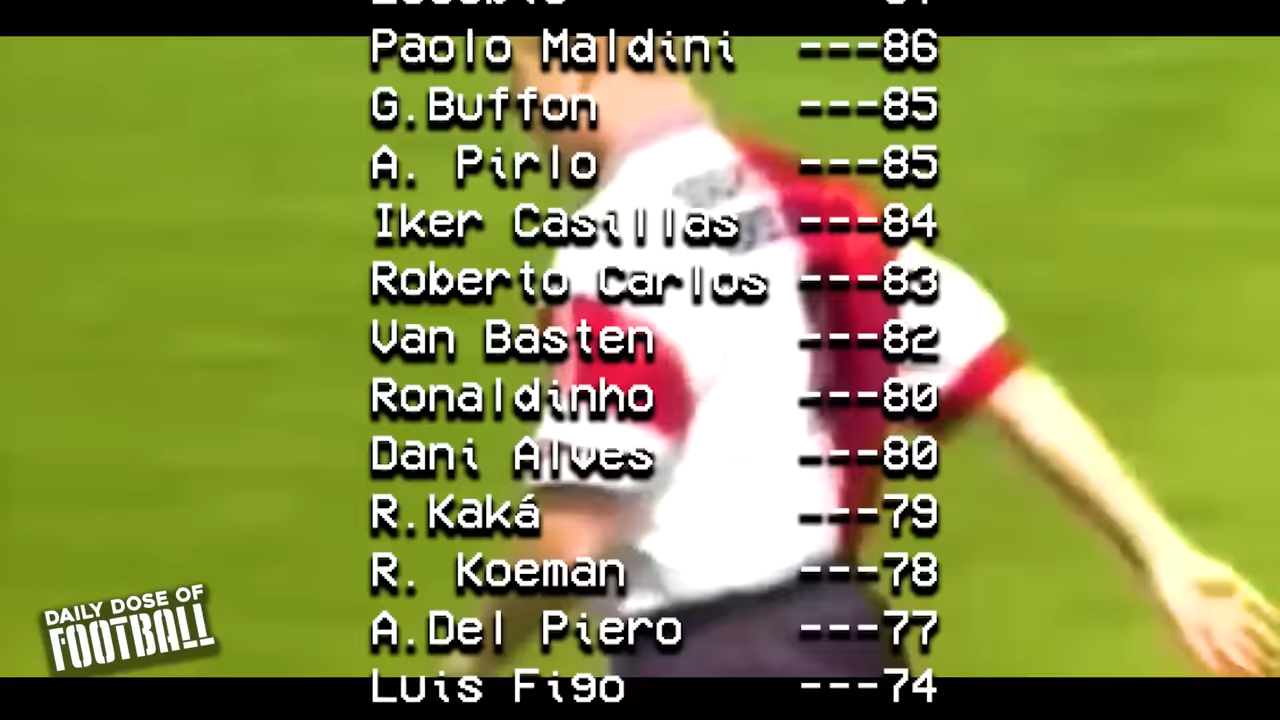 Paolo Maldini ---86
G.Buffon ---85
A. Pirlo ---85
Iker Casillas ---84
Roberto Carlos ---83
Van Basten ---82
Ronaldinho ---80
Dani Alves ---80
R.Kaká ---79
R. Koeman ---78
A.Del Piero ---77
Luis Figo ---74
DAILY DOSE OF
FOOTBALL